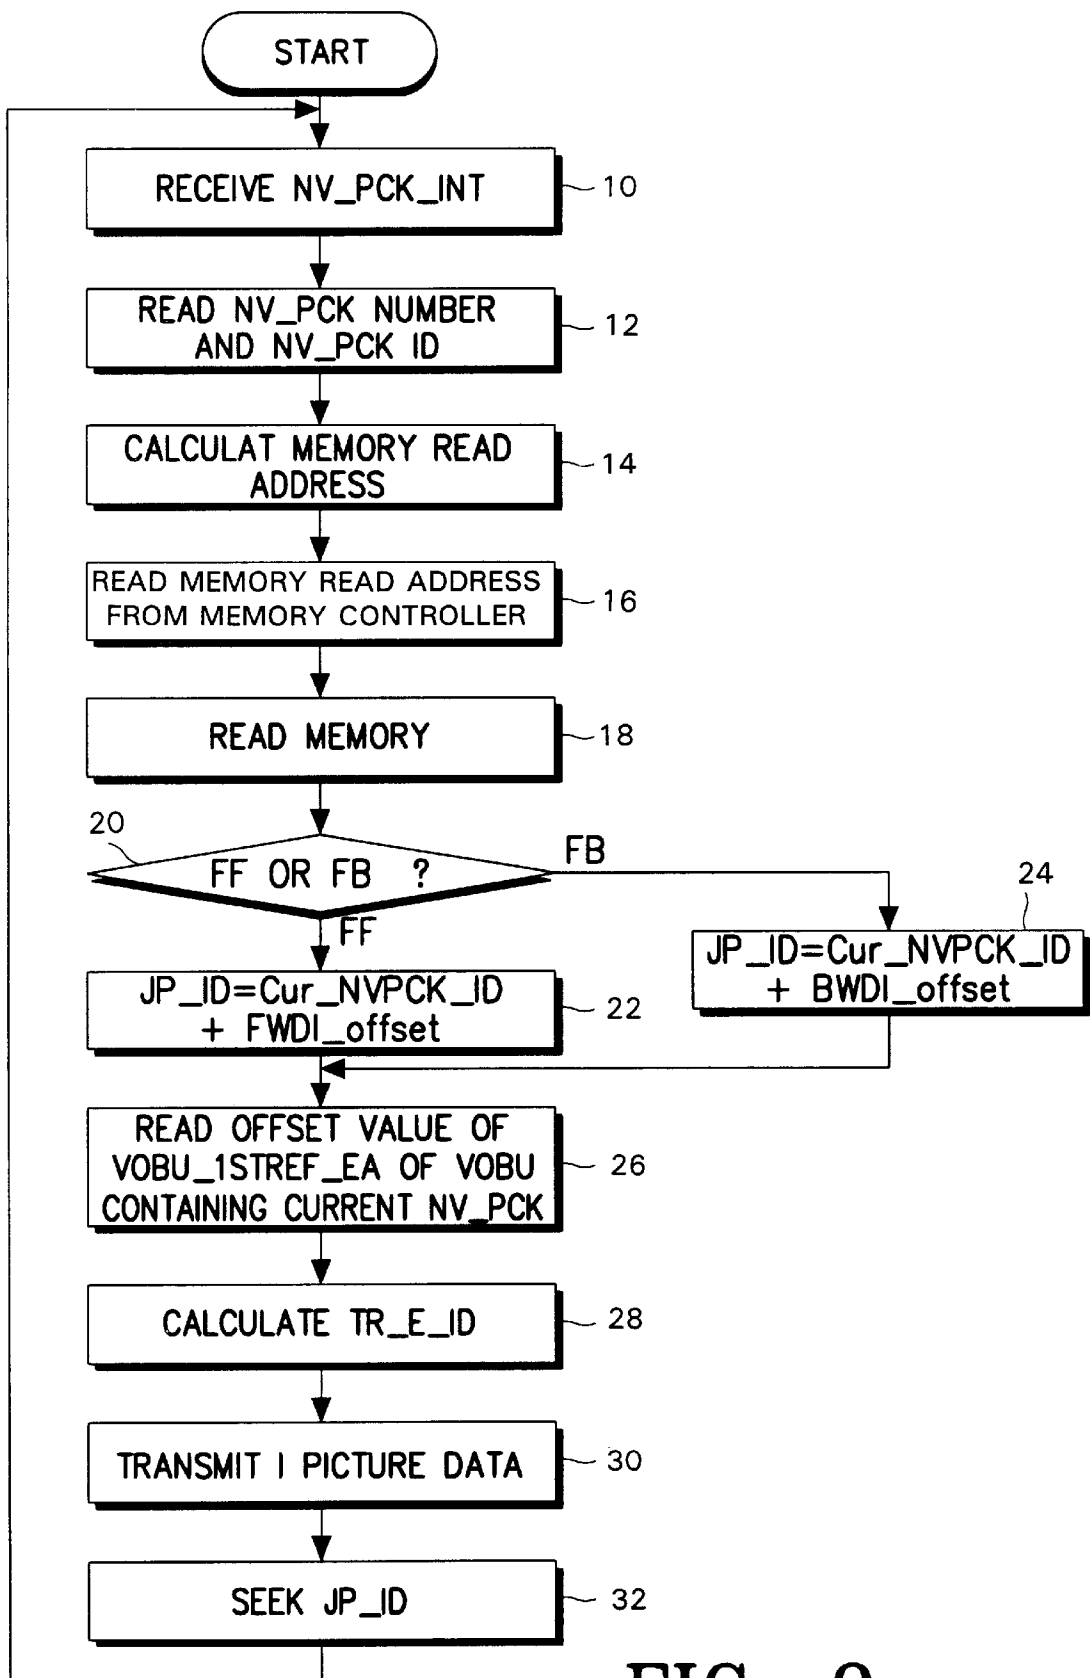 START
RECEIVE NV_PCK_INT
10
READ NV_PCK NUMBER
AND NV_PCK ID
12
CALCULAT MEMORY READ
ADDRESS
14
READ MEMORY READ ADDRESS
FROM MEMORY CONTROLLER
16
READ MEMORY
18
20
FF OR FB ?
FB
FF
24
JP_ID=Cur_NVPCK_ID
+ BWDI_offset
JP_ID=Cur_NVPCK_ID
+ FWDI_offset
22
READ OFFSET VALUE OF
VOBU_1STREF_EA OF VOBU
CONTAINING CURRENT NV_PCK
26
CALCULATE TR_E_ID
28
TRANSMIT I PICTURE DATA
30
SEEK JP_ID
32
FIG.